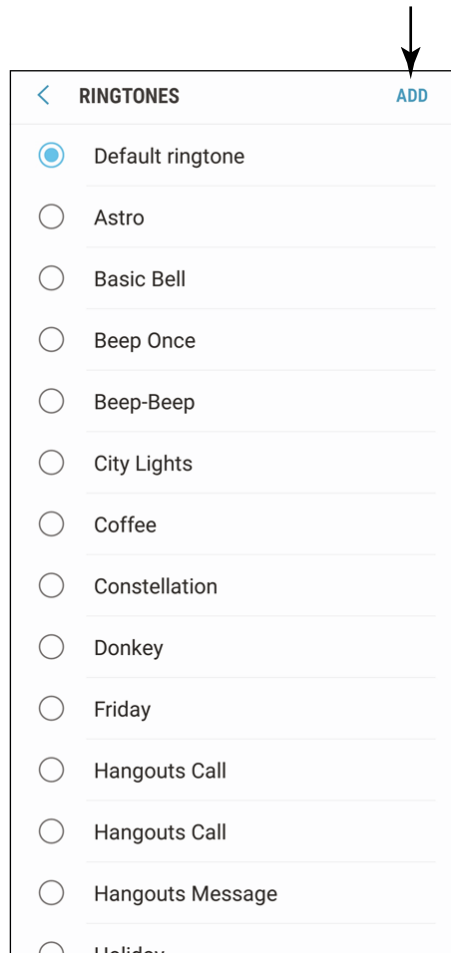 RINGTONES ADD
Default ringtone
Astro
Basic Bell
Beep Once
Beep-Beep
City Lights
Coffee
Constellation
Donkey
Friday
Hangouts Call
Hangouts Call
Hangouts Message
Holiday